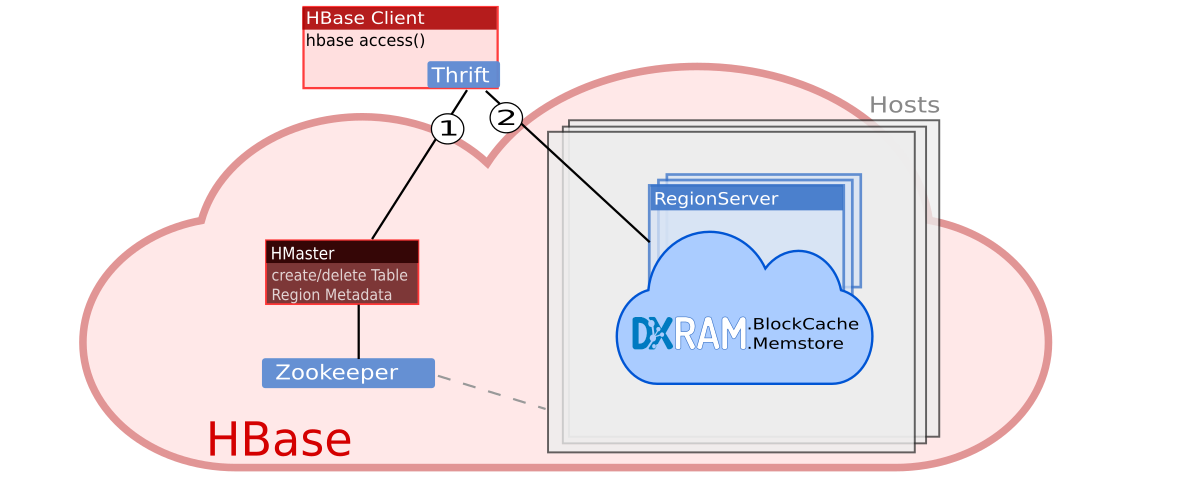 HBase Client
hbase access()
Thrift
1
2
Hosts
RegionServer
HMaster
create/delete Table
Region Metadata
DXRAM
.BlockCache
.Memstore
Zookeeper
HBase